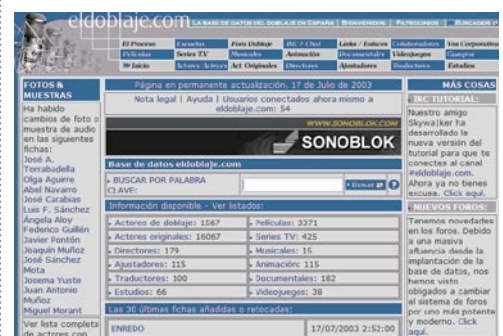 eldoblaje.com LA BASE DE DATOS DEL DOBLAJE EN ESPAÑA | BIENVENIDOS | PATROCINIOS
El Proceso Escuelas Foro Doblaje IRC / Chat Links / Enlaces Colaboradores Uso Corporativo
Películas Series TV Musicales Animación Documentales Videojuegos
Inicio Actores Actrices Act. Originales Directores Ajustadores Traductores Estudios
FOTOS & MUESTRAS
Ha habido
cambios de foto o
muestra de audio
en las siguientes
fichas:
José A.
Torrabadella
Olga Aguirre
Abel Navarro
José Carabias
Luis F. Sánchez
Ángela Aloy
Federico Guillén
Javier Pontón
Joaquín Muñoz
José Sánchez
Mota
Josema Yuste
Juan Antonio
Muñoz
Miguel Morant
Ver lista completa
de actores con
Página en permanente actualización. 17 de Julio de 2003
Nota legal | Ayuda | Usuarios conectados ahora mismo a
eldoblaje.com: 54
WWW.SONOBLOK.COM
SONOBLOK
Base de datos eldoblaje.com
BUSCAR POR PALABRA
CLAVE:
Buscar ?
Información disponible - Ver
listados:
Actores de doblaje: 1567 Películas: 3371
Actores originales: 16067 Series TV: 425
Directores: 179 Musicales: 15
Ajustadores: 115 Animación: 115
Traductores: 100 Documentales: 182
Estudios: 66 Videojuegos: 38
Las 30 últimas fichas añadidas
o retocadas:
ENREDO 17/07/2003 2:52:00
MÁS COSAS
IRC TUTORIAL:
Nuestro amigo
Skywa|ker ha
desarrollado la
nueva versión del
tutorial para que te
conectes al canal
#eldoblaje.com.
Ahora ya no tienes
excusa. Click aquí.
NUEVOS FOROS:
Tenemos novedades
en los foros. Debido
a una masiva
afluencia desde la
implantación de la
base de datos, nos
hemos visto
obligados a cambiar
el sistema de foros
por uno más potente
y moderno. Click
aquí.